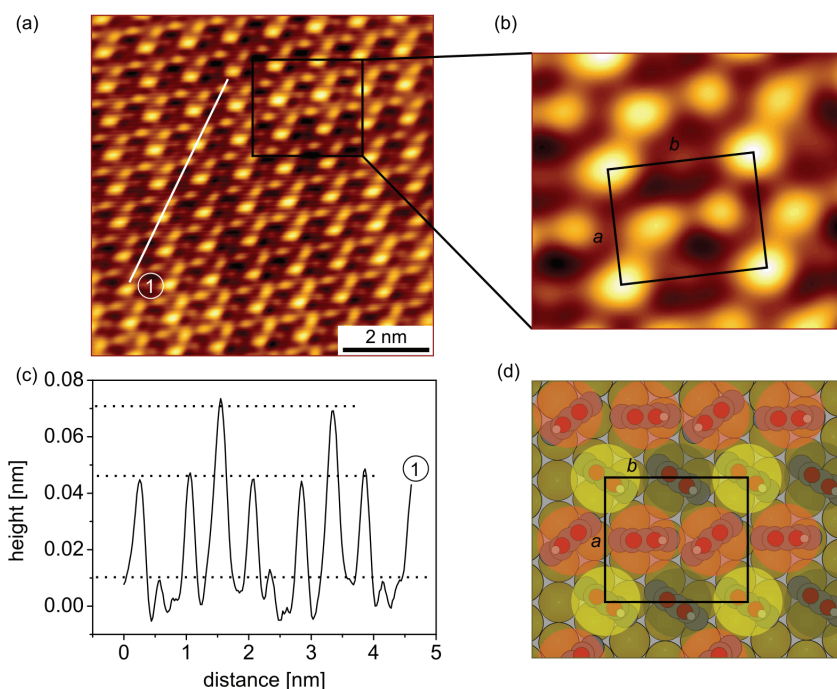 (a)
(b)
1
2 nm
b
a
(c)
(d)
0.08
0.06
0.04
0.02
0.00
height [nm]
1
0
1
2
3
4
5
distance [nm]
b
a